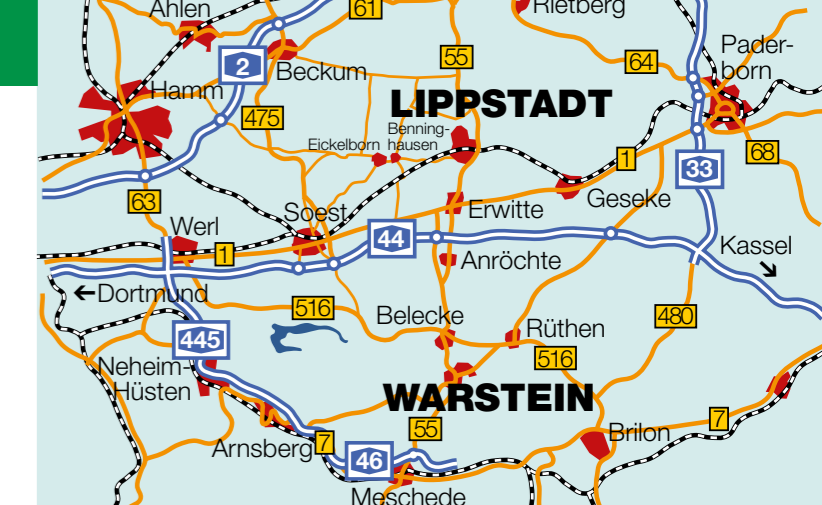 Ahlen
61
Rietberg
55
64
Pader-
born
2
Beckum
Hamm
LIPPSTADT
475
Benning-
Eickelborn hausen
1
68
33
63
Geseke
Soest
Erwitte
Werl
44
Kassel
1
Anröchte
Dortmund
516
Belecke
480
Rüthen
445
516
Neheim-
Hüsten
WARSTEIN
7
55
Brilon
Arnsberg
7
46
Meschede